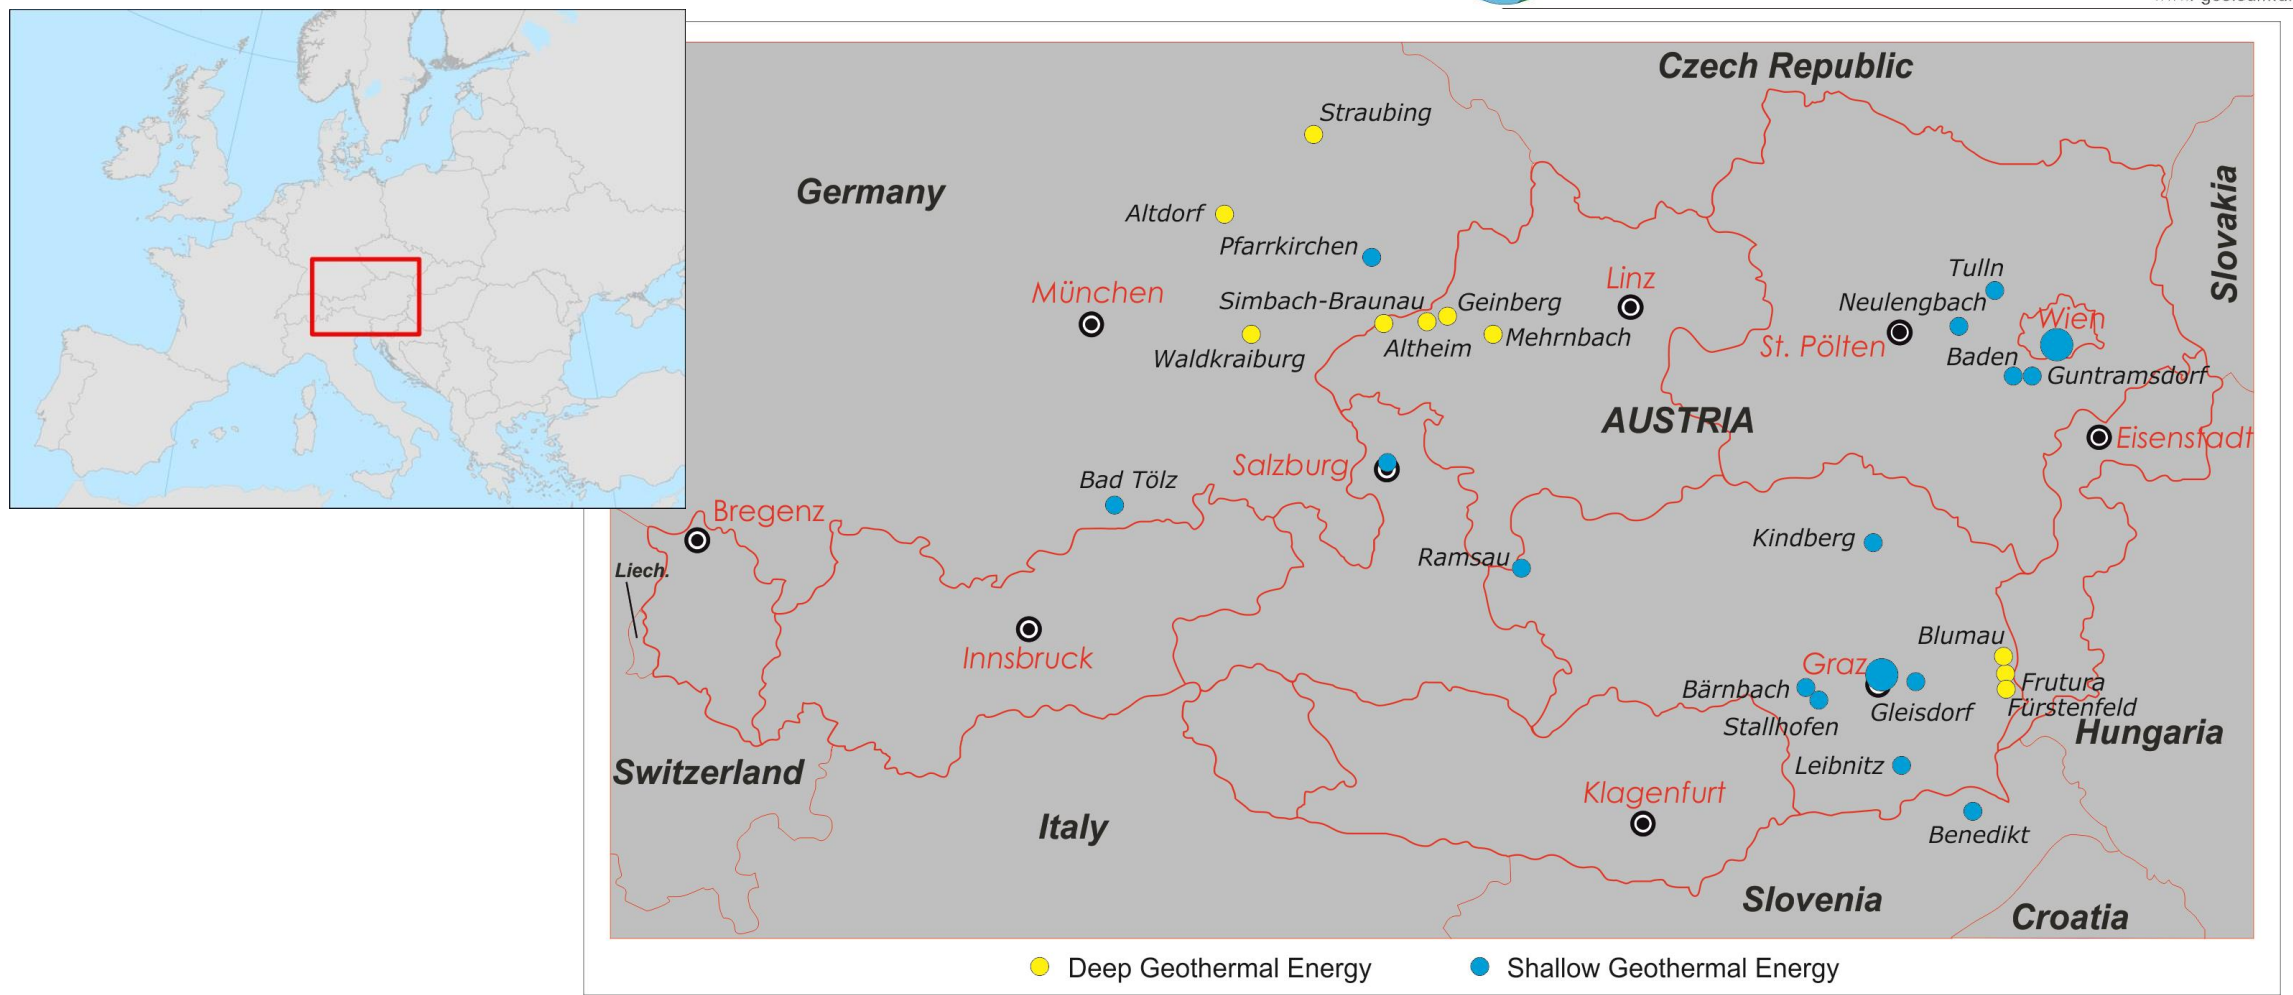 Czech Republic
Straubing
Germany
Slovakia
Altdorf
Pfarrkirchen
Tulln
Linz
München
Simbach-Braunau
Geinberg
Neulengbach
Wien
Mehrnbach
St. Pölten
Altheim
Waldkraiburg
Baden
Guntramsdorf
AUSTRIA
Eisenstadt
Salzburg
Bad Tölz
Bregenz
Kindberg
Ramsau
Liech.
Blumau
Innsbruck
Graz
Bärnbach
Frutura
Fürstenfeld
Gleisdorf
Stallhofen
Hungaria
Switzerland
Leibnitz
Klagenfurt
Italy
Benedikt
Slovenia
Croatia
Deep Geothermal Energy
Shallow Geothermal Energy